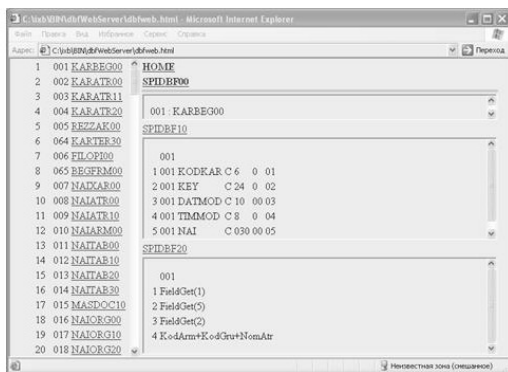 C:\ixb\BIN\dbfWebServer\dbfweb.html - Microsoft Internet Explorer
Файл Правка Вид Избранное Сервис Справка
Адрес: C:\ixb\BIN\dbfWebServer\dbfweb.html Переход
1 001 KARBEG00
2 002 KARATR00
3 003 KARATR11
4 004 KARATR20
5 005 REZZAK00
6 064 KARTER30
7 006 FILOPI00
8 065 BEGFRM00
9 007 NAIXAR00
10 008 NAIATR00
11 009 NAIATR10
12 010 NAIARM00
13 011 NAITAB00
14 012 NAITAB10
15 013 NAITAB20
16 014 NAITAB30
17 015 MASDOC10
18 016 NAIORG00
19 017 NAIORG10
20 018 NAIORG20
HOME
SPIDBF00
001 : KARBEG00
SPIDBF10
001
1 001 KODKAR C 6 0 01
2 001 KEY C 24 0 02
3 001 DATMOD C 10 00 03
4 001 TIMMOD C 8 0 04
5 001 NAI C 030 00 05
SPIDBF20
001
1 FieldGet(1)
2 FieldGet(5)
3 FieldGet(2)
4 KodArm+KodGru+NomAtr
Неизвестная зона (смешанное)